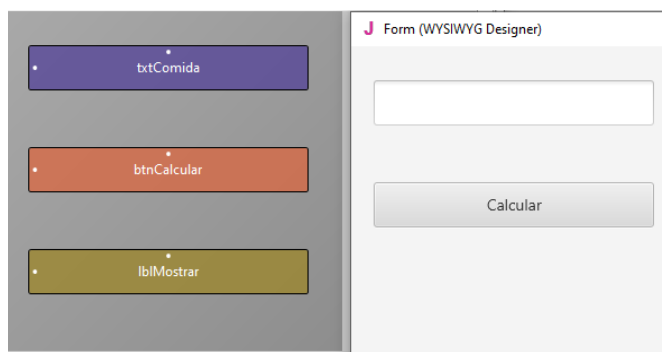 txtComida
btnCalcular
lblMostrar
J Form (WYSIWYG Designer)
Calcular